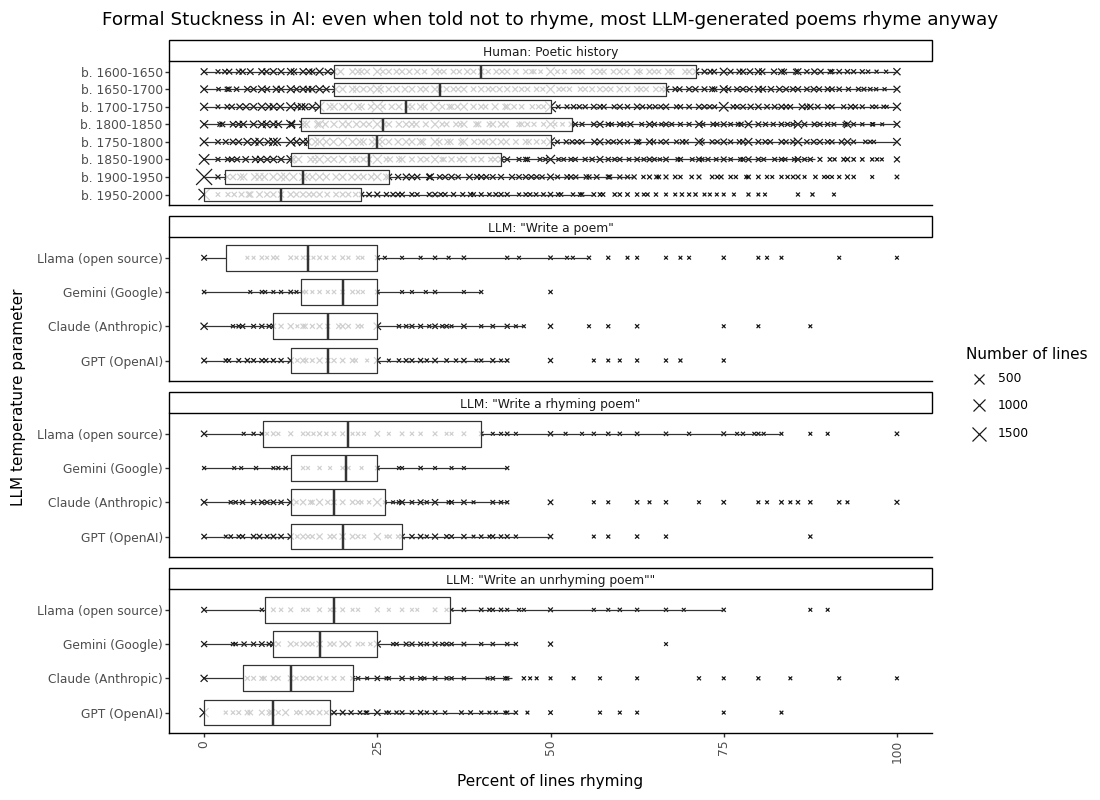 Formal Stuckness in AI: even when told not to rhyme, most LLM-generated poems rhyme anyway
Human: Poetic history
b. 1600-1650
b. 1650-1700
b. 1700-1750
b. 1800-1850
b. 1750-1800
b. 1850-1900
b. 1900-1950
b. 1950-2000
LLM: "Write a poem"
Llama (open source)
Gemini (Google)
Claude (Anthropic)
GPT (OpenAI)
LLM: "Write a rhyming poem"
Llama (open source)
Gemini (Google)
Claude (Anthropic)
GPT (OpenAI)
LLM: "Write an unrhyming poem""
Llama (open source)
Gemini (Google)
Claude (Anthropic)
GPT (OpenAI)
0
25
50
75
100
Percent of lines rhyming
LLM temperature parameter
Number of lines
500
1000
1500